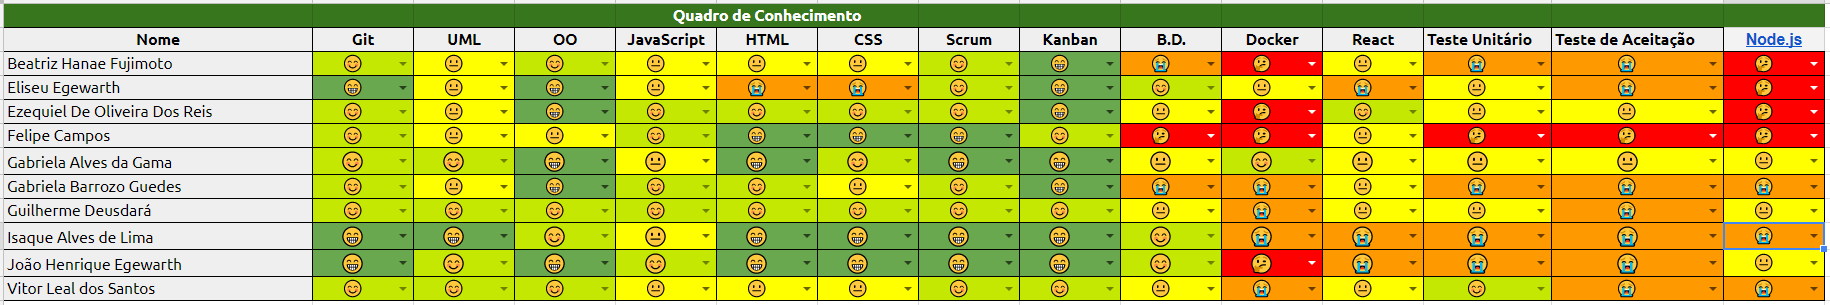 Quadro de Conhecimento
Nome Git UML OO JavaScript HTML CSS Scrum Kanban B.D. Docker React Teste Unitário Teste de Aceitação Node.js
Beatriz Hanae Fujimoto
Eliseu Egewarth
Ezequiel De Oliveira Dos Reis
Felipe Campos
Gabriela Alves da Gama
Gabriela Barrozo Guedes
Guilherme Deusdará
Isaque Alves de Lima
João Henrique Egewarth
Vitor Leal dos Santos